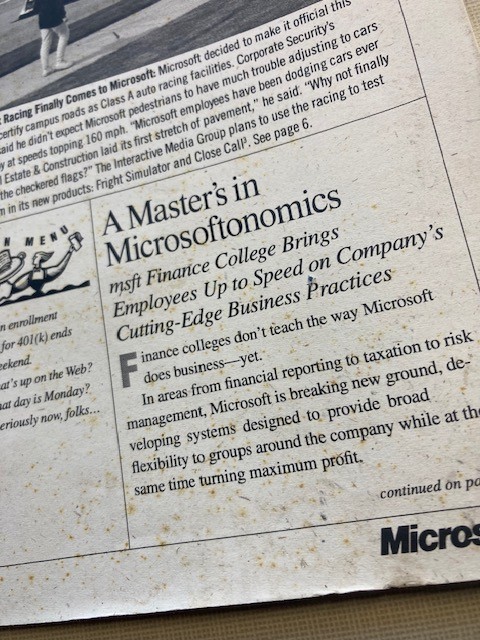 Racing Finally Comes to Microsoft: Microsoft decided to make it official this
certify campus roads as Class A auto racing facilities. Corporate Security's
said he didn't expect Microsoft pedestrians to have much trouble adjusting to cars
y at speeds topping 160 mph. "Microsoft employees have been dodging cars ever
l Estate & Construction laid its first stretch of pavement," he said. "Why not finally
the checkered flags?" The Interactive Media Group plans to use the racing to test
m in its new products: Fright Simulator and Close Call³. See page 6.
N MENU
n enrollment
for 401(k) ends
eekend.
at's up on the Web?
hat day is Monday?
eriously now, folks...
A Master's in
Microsoftonomics
msft Finance College Brings
Employees Up to Speed on Company's
Cutting-Edge Business Practices
Finance colleges don't teach the way Microsoft
does business—yet.
In areas from financial reporting to taxation to risk
management, Microsoft is breaking new ground, de-
veloping systems designed to provide broad
flexibility to groups around the company while at the
same time turning maximum profit.
continued on pa
Micros